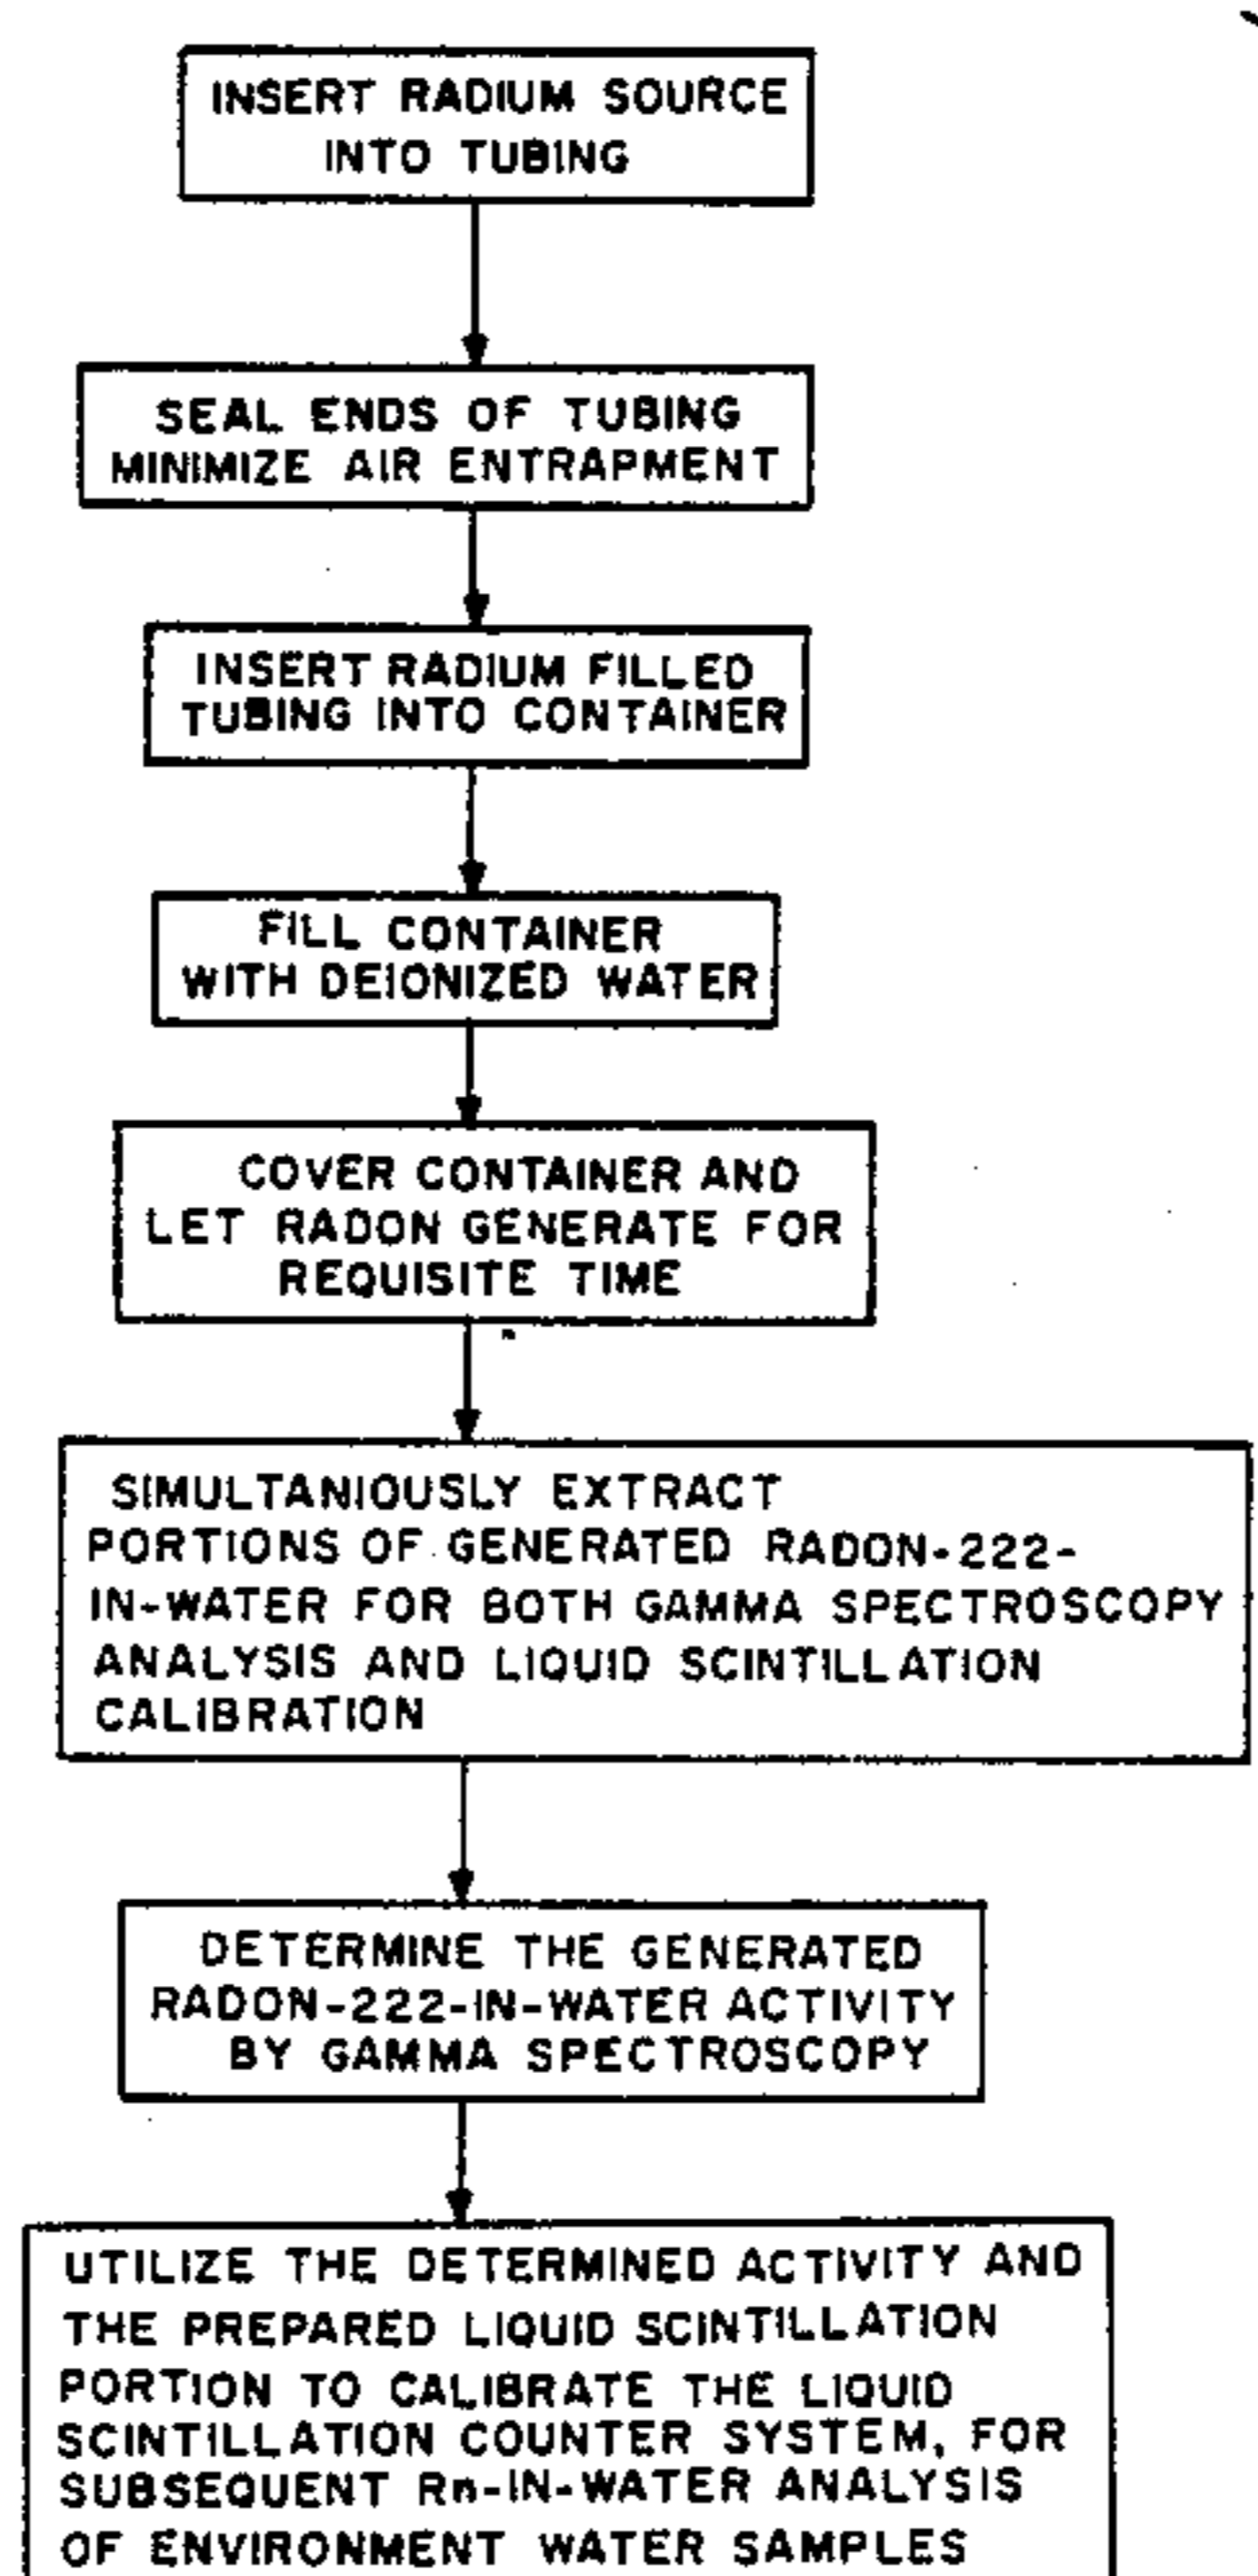 INSERT RADIUM SOURCE
INTO TUBING
SEAL ENDS OF TUBING
MINIMIZE AIR ENTRAPMENT
INSERT RADIUM FILLED
TUBING INTO CONTAINER
FILL CONTAINER
WITH DEIONIZED WATER
COVER CONTAINER AND
LET RADON GENERATE FOR
REQUISITE TIME
SIMULTANIOUSLY EXTRACT
PORTIONS OF GENERATED RADON-222-
IN-WATER FOR BOTH GAMMA SPECTROSCOPY
ANALYSIS AND LIQUID SCINTILLATION
CALIBRATION
DETERMINE THE GENERATED
RADON-222-IN-WATER ACTIVITY
BY GAMMA SPECTROSCOPY
UTILIZE THE DETERMINED ACTIVITY AND
THE PREPARED LIQUID SCINTILLATION
PORTION TO CALIBRATE THE LIQUID
SCINTILLATION COUNTER SYSTEM, FOR
SUBSEQUENT Rn-IN-WATER ANALYSIS
OF ENVIRONMENT WATER SAMPLES